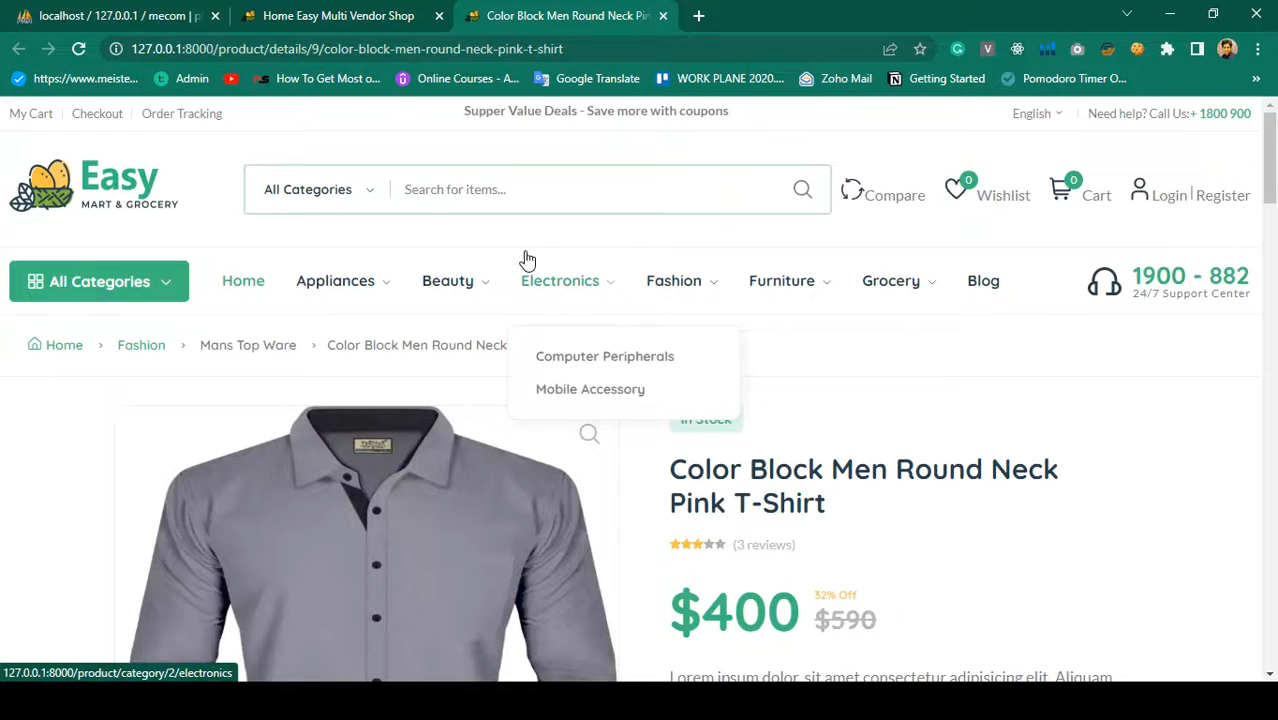 localhost / 127.0.0.1 / mecom | p
Home Easy Multi Vendor Shop
Color Block Men Round Neck Pin
127.0.0.1:8000/product/details/9/color-block-men-round-neck-pink-t-shirt
https://www.meiste...
Admin
How To Get Most o...
Online Courses - A...
Google Translate
WORK PLANE 2020....
Zoho Mail
Getting Started
Pomodoro Timer O...
»
My Cart
Checkout
Order Tracking
Supper Value Deals - Save more with coupons
English
Need help? Call Us:+ 1800 900
Easy
MART & GROCERY
All Categories
Search for items...
Compare
0
Wishlist
0
Cart
Login
Register
All Categories
Home
Appliances
Beauty
Electronics
Fashion
Furniture
Grocery
Blog
1900 - 882
24/7 Support Center
Home
Fashion
Mans Top Ware
Color Block Men Round Neck
Computer Peripherals
Mobile Accessory
In Stock
Color Block Men Round Neck
Pink T-Shirt
(3 reviews)
$400
32% Off
$590
Lorem ipsum dolor, sit amet consectetur adipisicing elit. Aliquam
127.0.0.1:8000/product/category/2/electronics